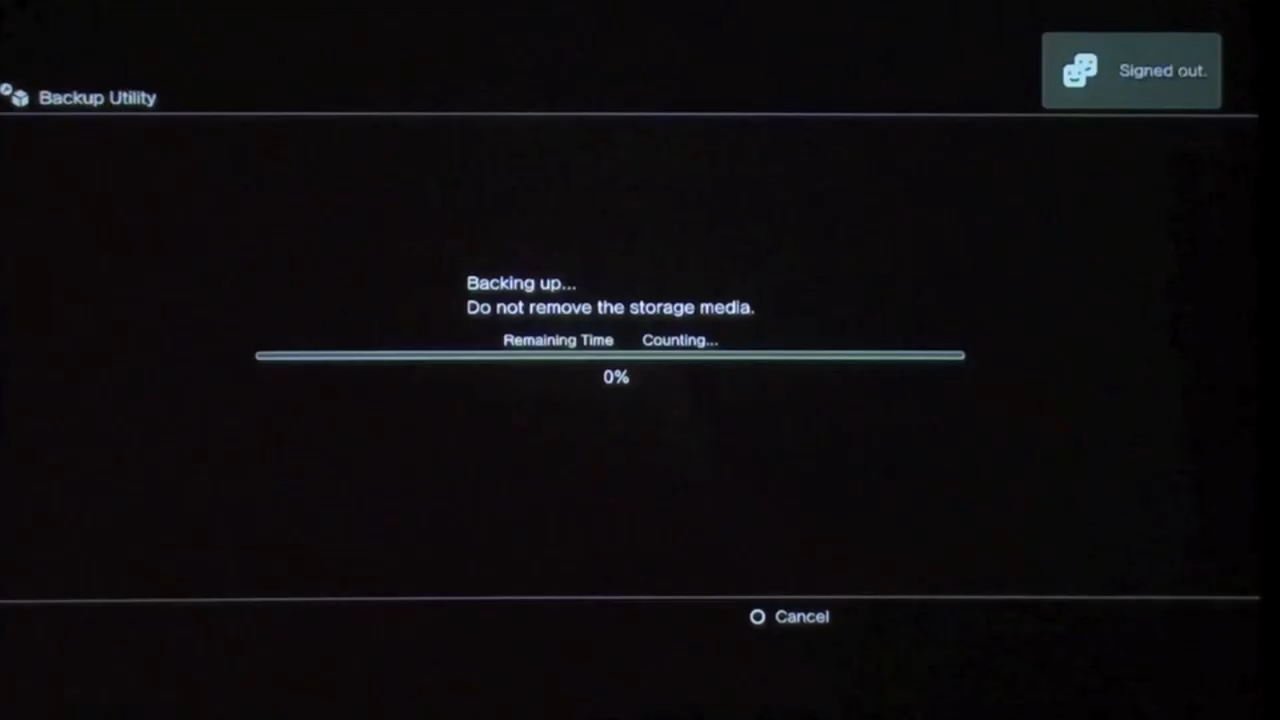 Signed out.
Backup Utility
Backing up...
Do not remove the storage media.
Remaining Time Counting...
0%
Cancel